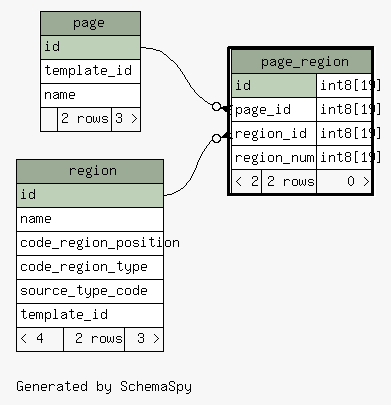 page
id
template_id
name
2 rows 3 >
page_region
id int8[19]
page_id int8[19]
region_id int8[19]
region_num int8[19]
< 2 2 rows 0 >
region
id
name
code_region_position
code_region_type
source_type_code
template_id
< 4 2 rows 3 >
Generated by SchemaSpy